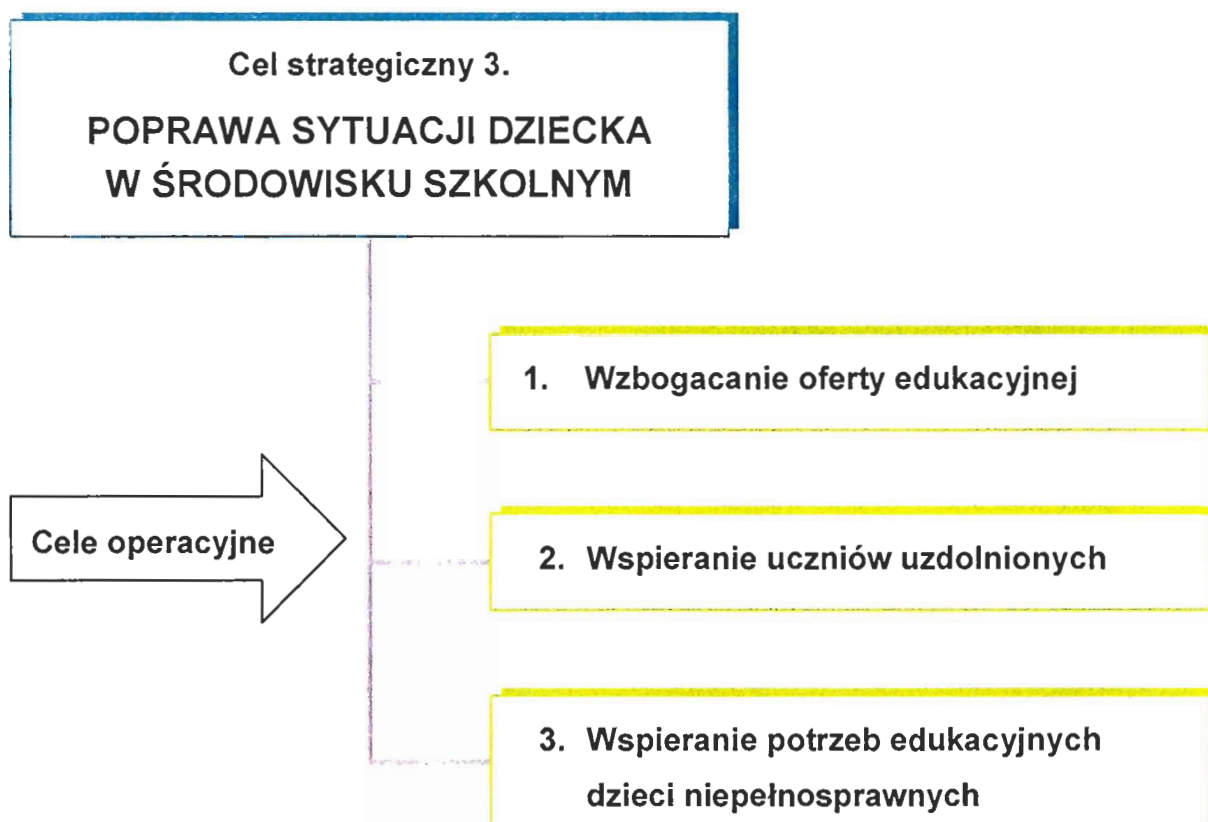 Cel strategiczny 3.
POPRAWA SYTUACJI DZIECKA
W ŚRODOWISKU SZKOLNYM
1. Wzbogacanie oferty edukacyjnej
Cele operacyjne
2. Wspieranie uczniów uzdolnionych
3. Wspieranie potrzeb edukacyjnych
dzieci niepełnosprawnych